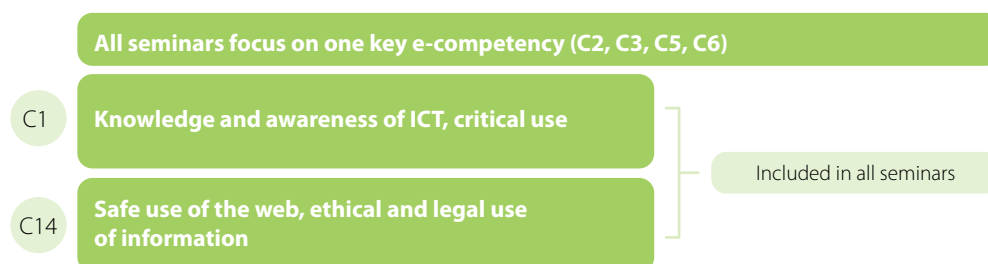 All seminars focus on one key e-competency (C2, C3, C5, C6)
C1
Knowledge and awareness of ICT, critical use
Included in all seminars
C14
Safe use of the web, ethical and legal use
of information